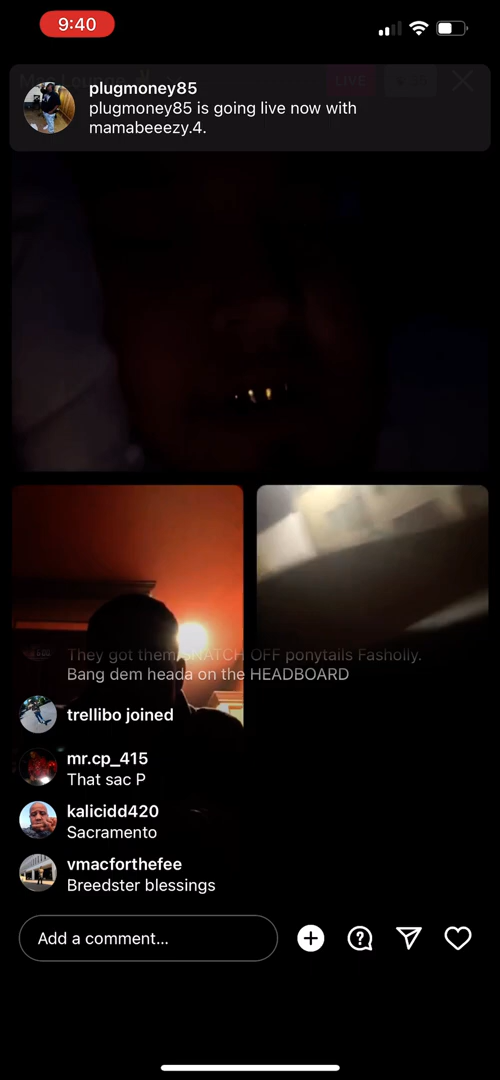 9:40
plugmoney85
plugmoney85 is going live now with
mamabeeezy.4.
LIVE
They got them SNATCH OFF ponytails Fasholly.
Bang dem heada on the HEADBOARD
trellibo joined
mr.cp_415
That sac P
kalicidd420
Sacramento
vmacforthefee
Breedster blessings
Add a comment...